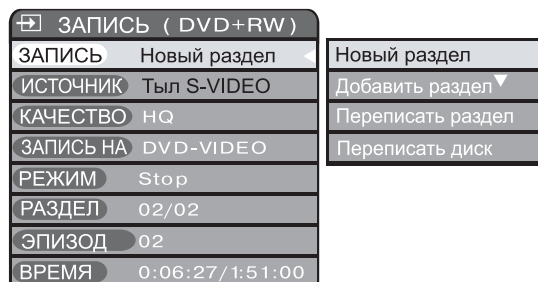 ЗАПИСЬ (DVD+RW)
ЗАПИСЬ Новый раздел
ИСТОЧНИК Тыл S-VIDEO
КАЧЕСТВО HQ
ЗАПИСЬ НА DVD-VIDEO
РЕЖИМ Stop
РАЗДЕЛ 02/02
ЭПИЗОД 02
ВРЕМЯ 0:06:27/1:51:00
Новый раздел
Добавить раздел
Переписать раздел
Переписать диск